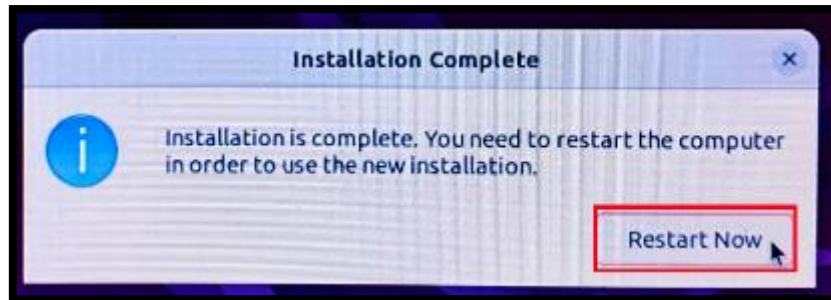 Installation Complete
Installation is complete. You need to restart the computer
in order to use the new installation.
Restart Now